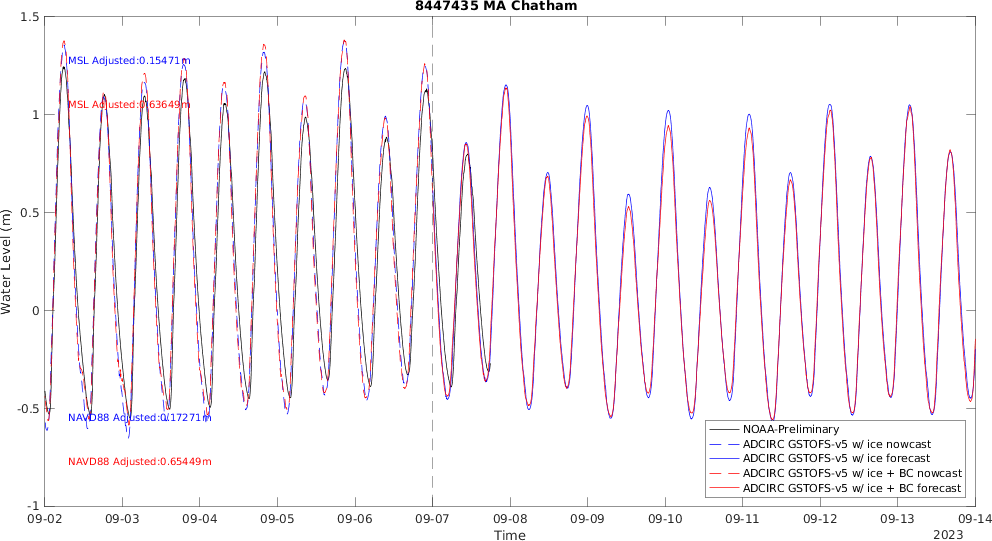 8447435 MA Chatham
1.5
1
0.5
0
-0.5
-1
Water Level (m)
MSL Adjusted:0.15471m
MSL Adjusted:0.63649m
NAVD88 Adjusted:0.17271m
NAVD88 Adjusted:0.65449m
NOAA-Preliminary
ADCIRC GSTOFS-v5 w/ ice nowcast
ADCIRC GSTOFS-v5 w/ ice forecast
ADCIRC GSTOFS-v5 w/ ice + BC nowcast
ADCIRC GSTOFS-v5 w/ ice + BC forecast
09-02 09-03 09-04 09-05 09-06 09-07 09-08 09-09 09-10 09-11 09-12 09-13 09-14
Time
2023